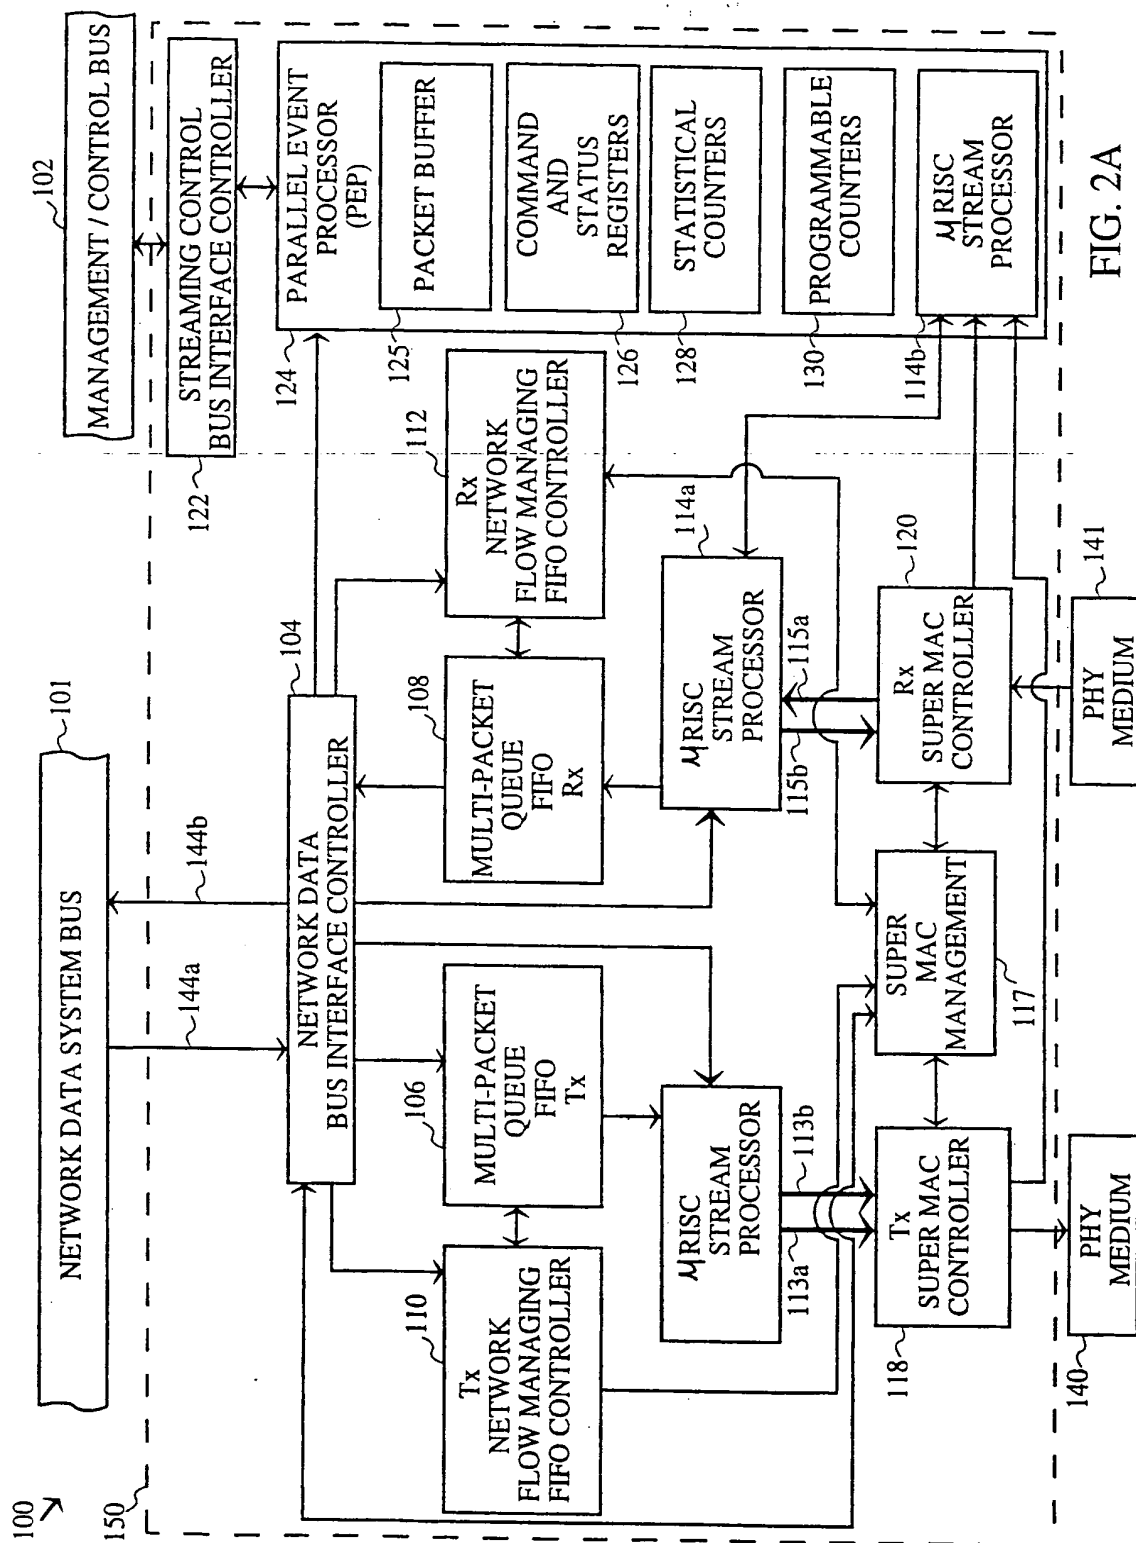 100
150
NETWORK DATA SYSTEM BUS
101
MANAGEMENT / CONTROL BUS
102
144a
144b
122
STREAMING CONTROL
BUS INTERFACE CONTROLLER
NETWORK DATA
BUS INTERFACE CONTROLLER
104
110
Tx
NETWORK
FLOW MANAGING
FIFO CONTROLLER
106
MULTI-PACKET
QUEUE
FIFO
Tx
108
MULTI-PACKET
QUEUE
FIFO
Rx
112
Rx
NETWORK
FLOW MANAGING
FIFO CONTROLLER
124
PARALLEL EVENT
PROCESSOR
(PEP)
125
PACKET BUFFER
126
COMMAND
AND
STATUS
REGISTERS
128
STATISTICAL
COUNTERS
130
PROGRAMMABLE
COUNTERS
114b
μRISC
STREAM
PROCESSOR
μRISC
STREAM
PROCESSOR
113a
113b
114a
μRISC
STREAM
PROCESSOR
115b
115a
118
Tx
SUPER MAC
CONTROLLER
SUPER
MAC
MANAGEMENT
117
120
Rx
SUPER MAC
CONTROLLER
140
PHY
MEDIUM
141
PHY
MEDIUM
FIG. 2A